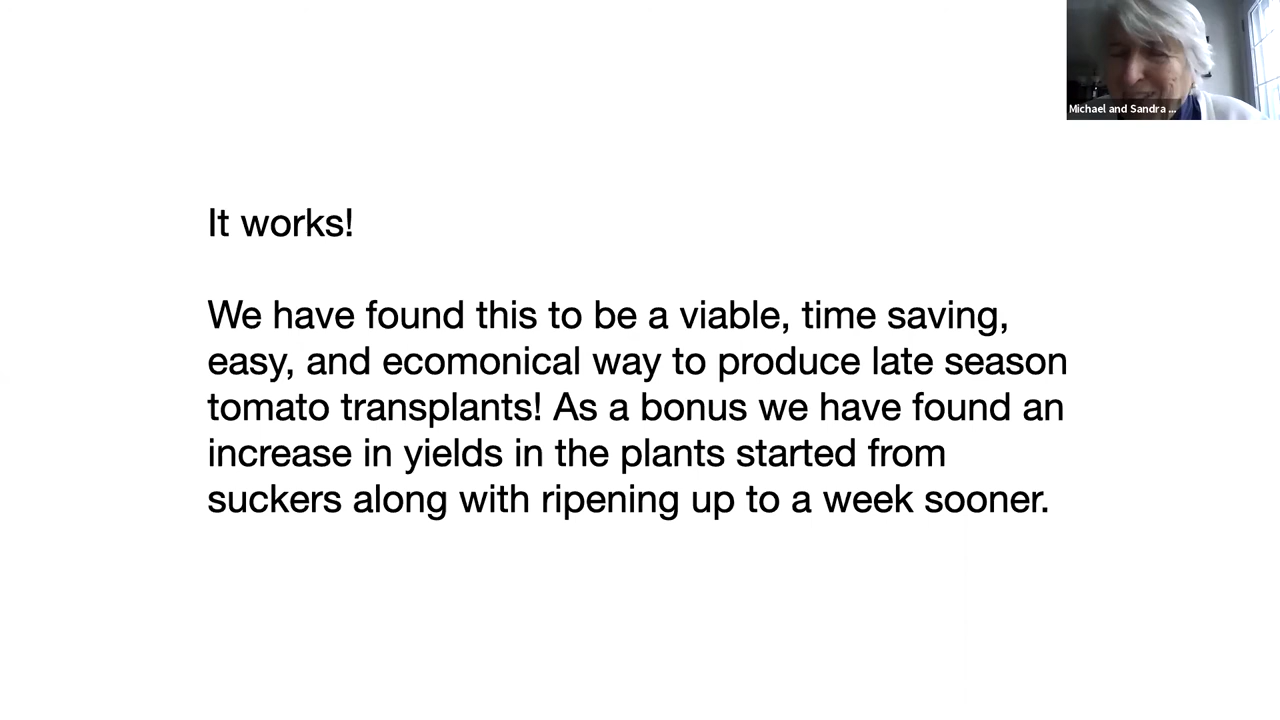 Michael and Sandra ...
It works!
We have found this to be a viable, time saving,
easy, and ecomonical way to produce late season
tomato transplants! As a bonus we have found an
increase in yields in the plants started from
suckers along with ripening up to a week sooner.